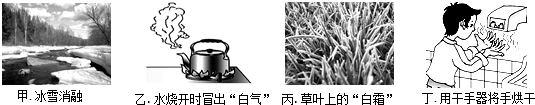 甲.冰雪消融
乙.水烧开时冒出“白气”
丙.草叶上的“白霜”
丁.用干手器将手烘干